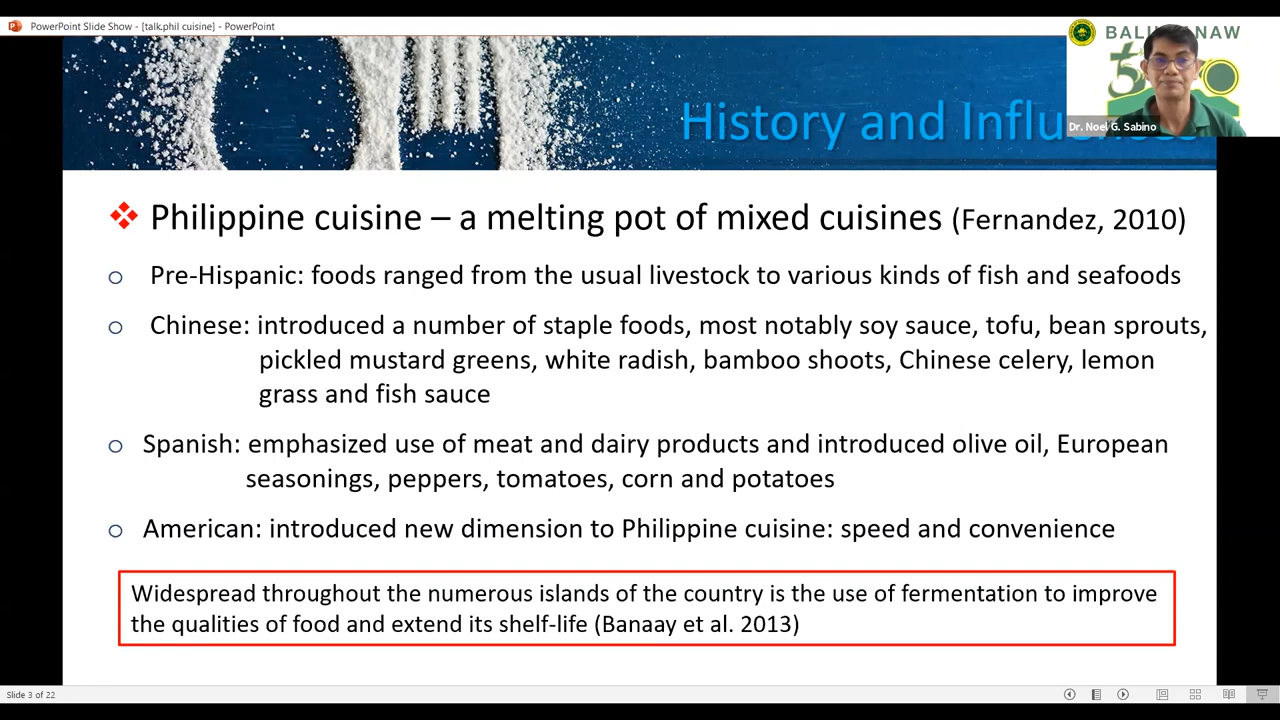 PowerPoint Slide Show - [talk.phil cuisine] - PowerPoint
BALI NAW
History and Influ
Dr. Noel G. Sabino
Philippine cuisine – a melting pot of mixed cuisines (Fernandez, 2010)
Pre-Hispanic: foods ranged from the usual livestock to various kinds of fish and seafoods
Chinese: introduced a number of staple foods, most notably soy sauce, tofu, bean sprouts,
pickled mustard greens, white radish, bamboo shoots, Chinese celery, lemon
grass and fish sauce
Spanish: emphasized use of meat and dairy products and introduced olive oil, European
seasonings, peppers, tomatoes, corn and potatoes
American: introduced new dimension to Philippine cuisine: speed and convenience
Widespread throughout the numerous islands of the country is the use of fermentation to improve
the qualities of food and extend its shelf-life (Banaay et al. 2013)
Slide 3 of 22